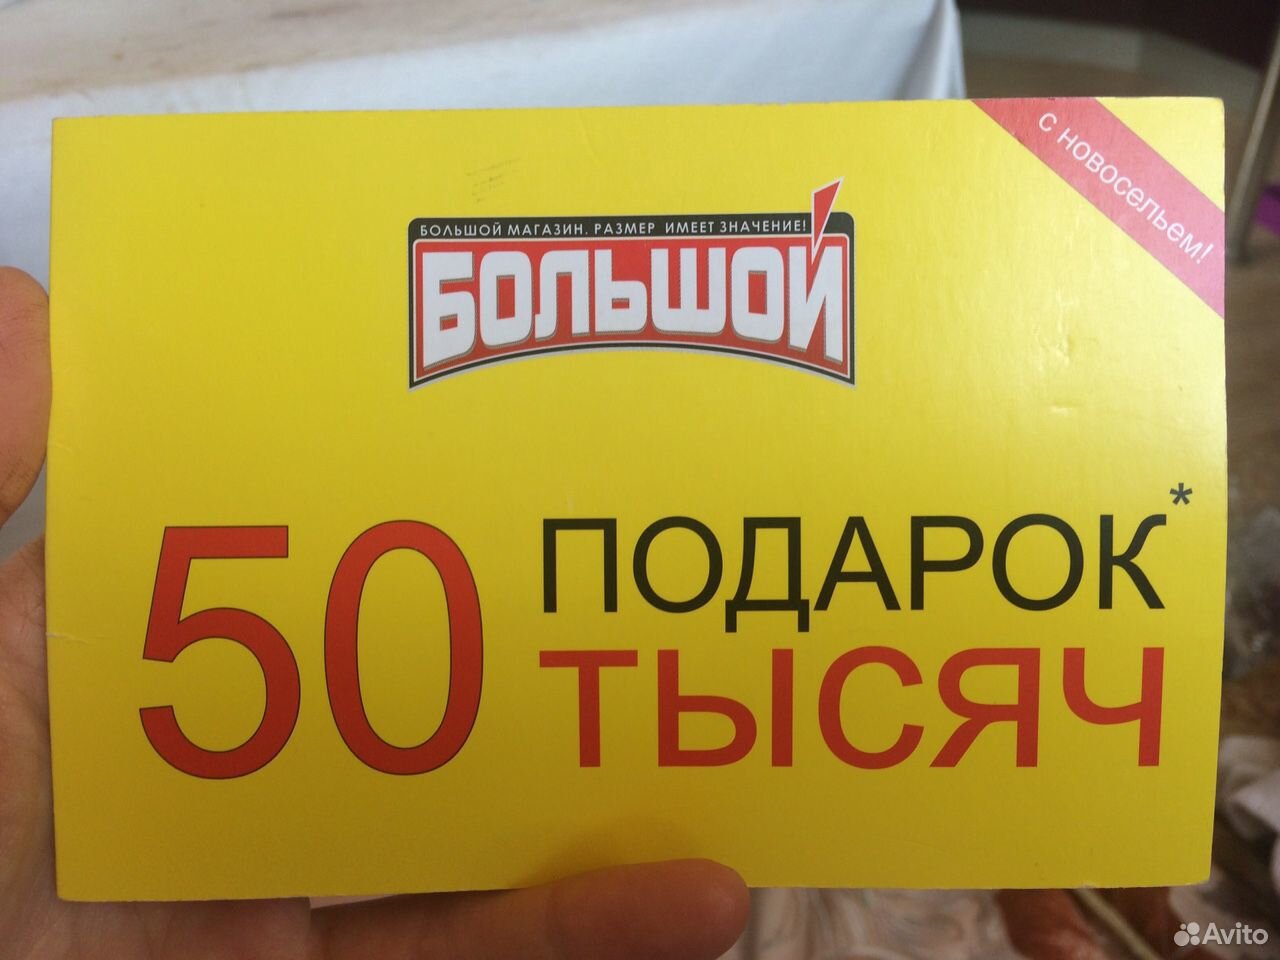 с новосельем!
БОЛЬШОЙ МАГАЗИН. РАЗМЕР ИМЕЕТ ЗНАЧЕНИЕ!
БОЛЬШОЙ
50 ПОДАРОК*
ТЫСЯЧ
Avito